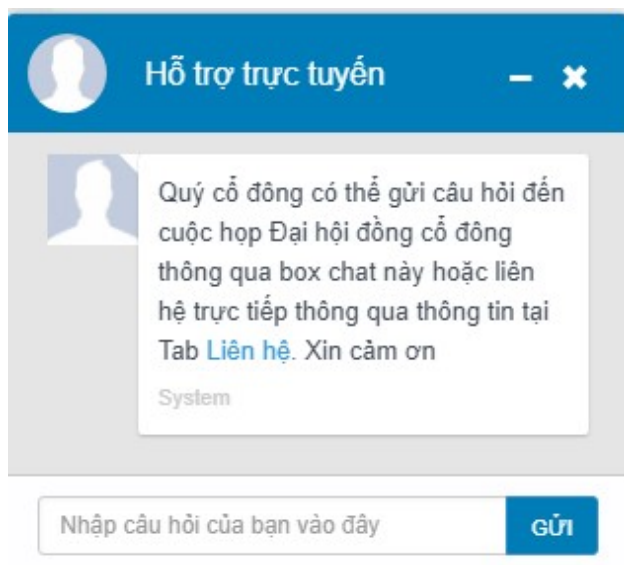 Hỗ trợ trực tuyến
Quý cổ đông có thể gửi câu hỏi đến
cuộc họp Đại hội đồng cổ đông
thông qua box chat này hoặc liên
hệ trực tiếp thông qua thông tin tại
Tab Liên hệ. Xin cảm ơn
System
Nhập câu hỏi của bạn vào đây
GỬI